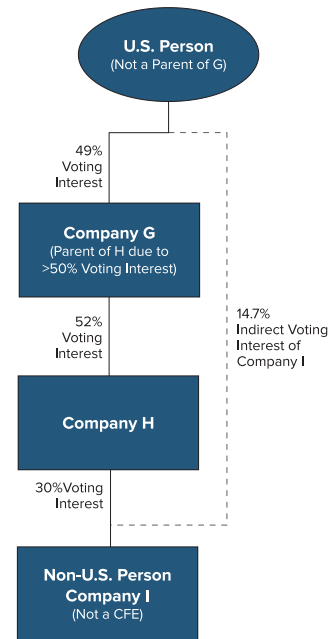 U.S. Person
(Not a Parent of G)
49%
Voting
Interest
Company G
(Parent of H due to
>50% Voting Interest)
52%
Voting
Interest
14.7%
Indirect Voting
Interest of
Company I
Company H
30%Voting
Interest
Non-U.S. Person
Company I
(Not a CFE)